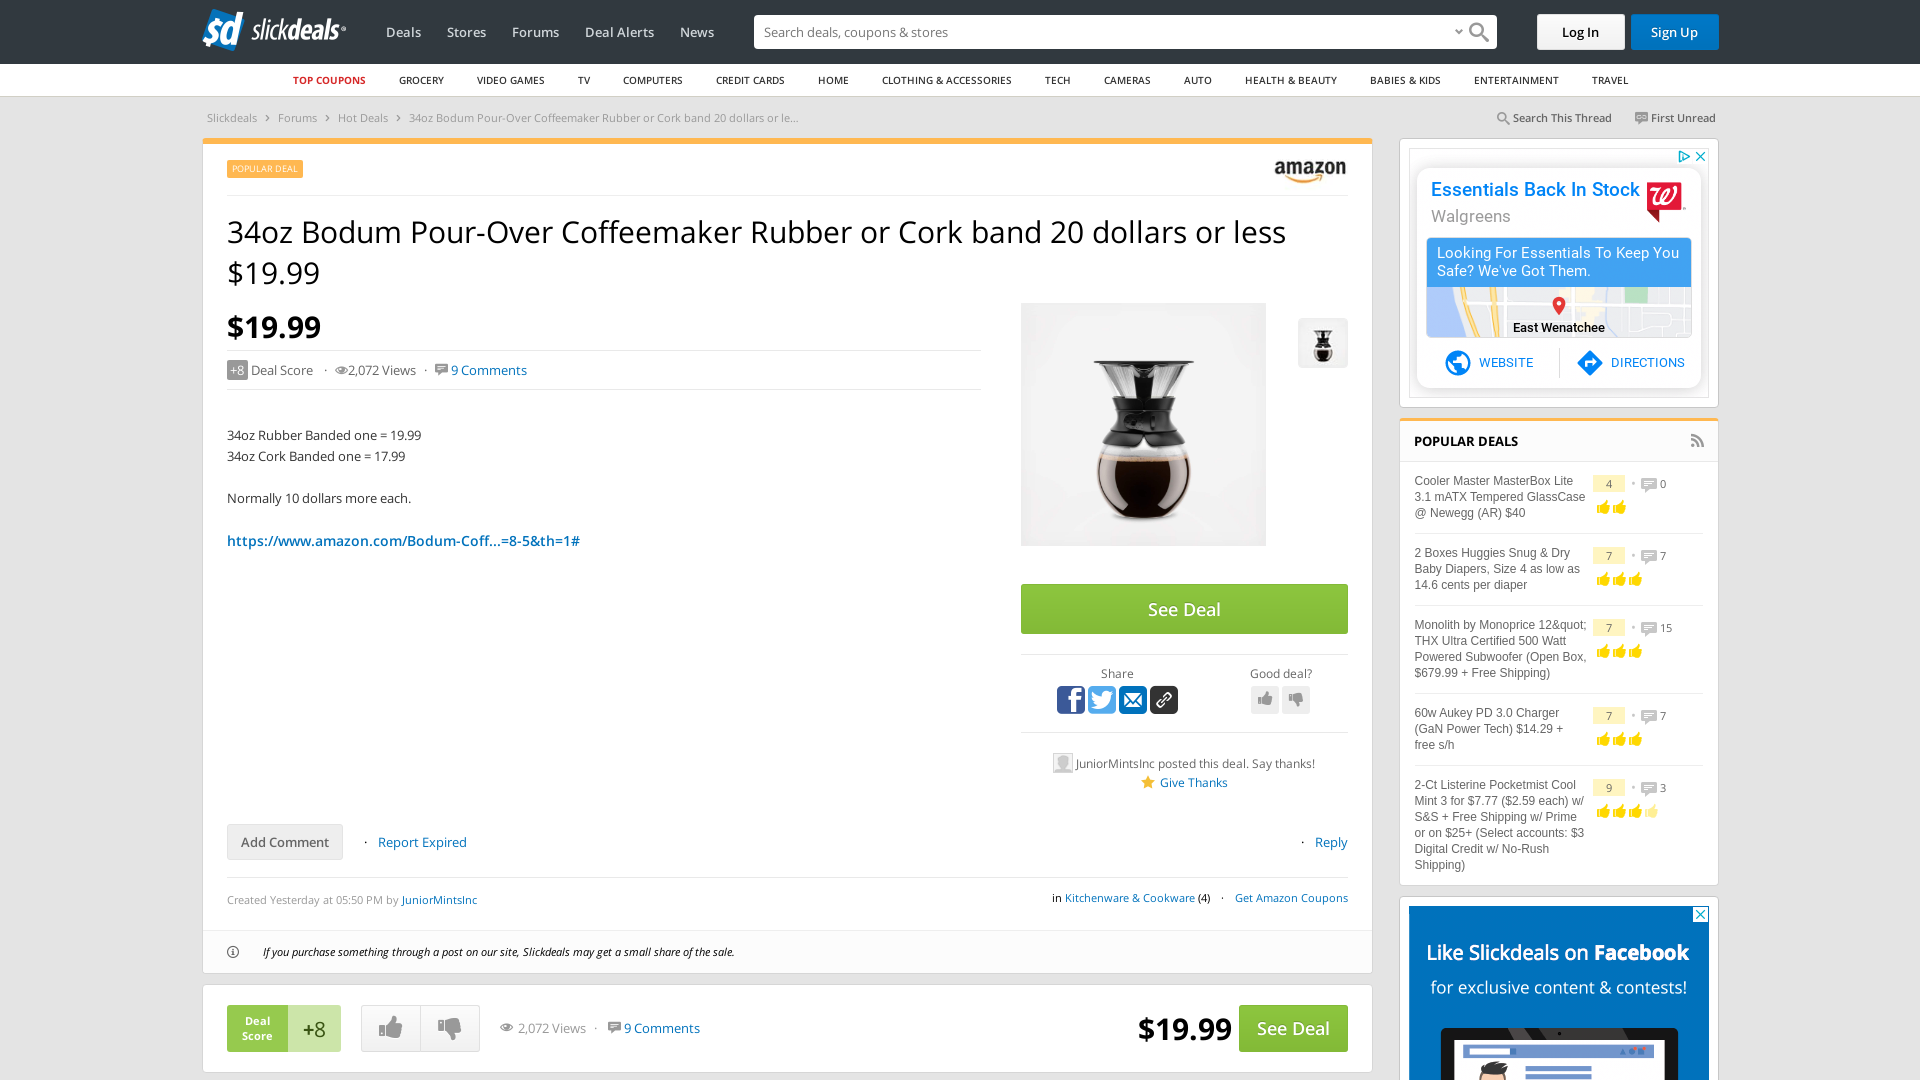 slickdeals
Deals
Stores
Forums
Deal Alerts
News
Search deals, coupons & stores
Log In
Sign Up
TOP COUPONS
GROCERY
VIDEO GAMES
TV
COMPUTERS
CREDIT CARDS
HOME
CLOTHING & ACCESSORIES
TECH
CAMERAS
AUTO
HEALTH & BEAUTY
BABIES & KIDS
ENTERTAINMENT
TRAVEL
Slickdeals › Forums › Hot Deals › 34oz Bodum Pour-Over Coffeemaker Rubber or Cork band 20 dollars or le...
Search This Thread
First Unread
POPULAR DEAL
amazon
34oz Bodum Pour-Over Coffeemaker Rubber or Cork band 20 dollars or less
$19.99
$19.99
+8 Deal Score · 2,072 Views · 9 Comments
34oz Rubber Banded one = 19.99
34oz Cork Banded one = 17.99
Normally 10 dollars more each.
https://www.amazon.com/Bodum-Coff...=8-5&th=1#
See Deal
Share
Good deal?
JuniorMintsInc posted this deal. Say thanks!
Give Thanks
Add Comment
· Report Expired
· Reply
Created Yesterday at 05:50 PM by JuniorMintsInc
in Kitchenware & Cookware (4) · Get Amazon Coupons
If you purchase something through a post on our site, Slickdeals may get a small share of the sale.
Deal
Score
+8
2,072 Views · 9 Comments
$19.99
See Deal
Essentials Back In Stock
Walgreens
Looking For Essentials To Keep You
Safe? We've Got Them.
East Wenatchee
WEBSITE
DIRECTIONS
POPULAR DEALS
Cooler Master MasterBox Lite
3.1 mATX Tempered GlassCase
@ Newegg (AR) $40
4 • 0
2 Boxes Huggies Snug & Dry
Baby Diapers, Size 4 as low as
14.6 cents per diaper
7 • 7
Monolith by Monoprice 12&quot;
THX Ultra Certified 500 Watt
Powered Subwoofer (Open Box,
$679.99 + Free Shipping)
7 • 15
60w Aukey PD 3.0 Charger
(GaN Power Tech) $14.29 +
free s/h
7 • 7
2-Ct Listerine Pocketmist Cool
Mint 3 for $7.77 ($2.59 each) w/
S&S + Free Shipping w/ Prime
or on $25+ (Select accounts: $3
Digital Credit w/ No-Rush
Shipping)
9 • 3
Like Slickdeals on Facebook
for exclusive content & contests!